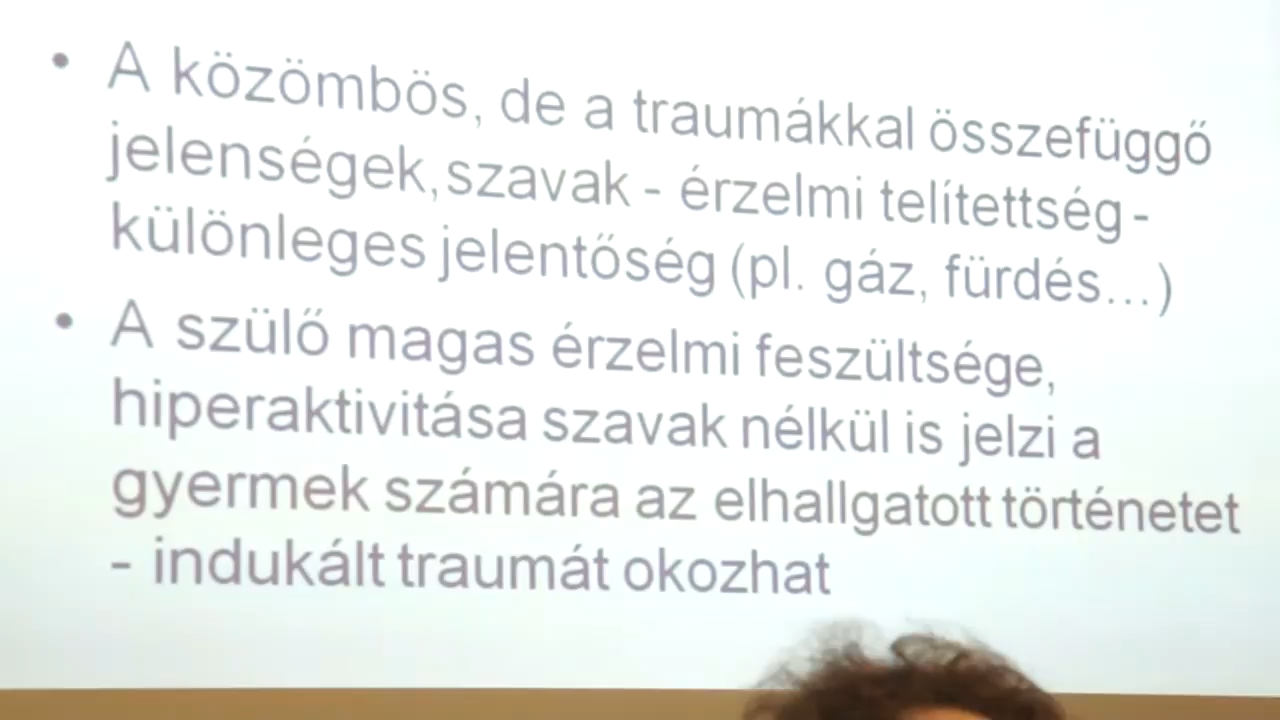 • A közömbös, de a traumákkal összefüggő
jelenségek, szavak - érzelmi telítettség -
különleges jelentőség (pl. gáz, fürdés...)
• A szülő magas érzelmi feszültsége,
hiperaktivitása szavak nélkül is jelzi a
gyermek számára az elhallgatott történetet
- indukált traumát okozhat